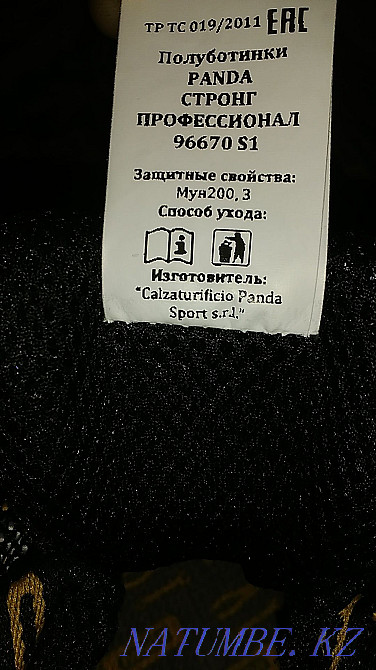 ТР ТС 019/2011 EAC
Полуботинки
PANDA
СТРОНГ
ПРОФЕССИОНАЛ
96670 S1
Защитные свойства:
Мун200, З
Способ ухода:
Изготовитель:
"Calzaturificio Panda
Sport s.r.l."
NATUMBE. KZ